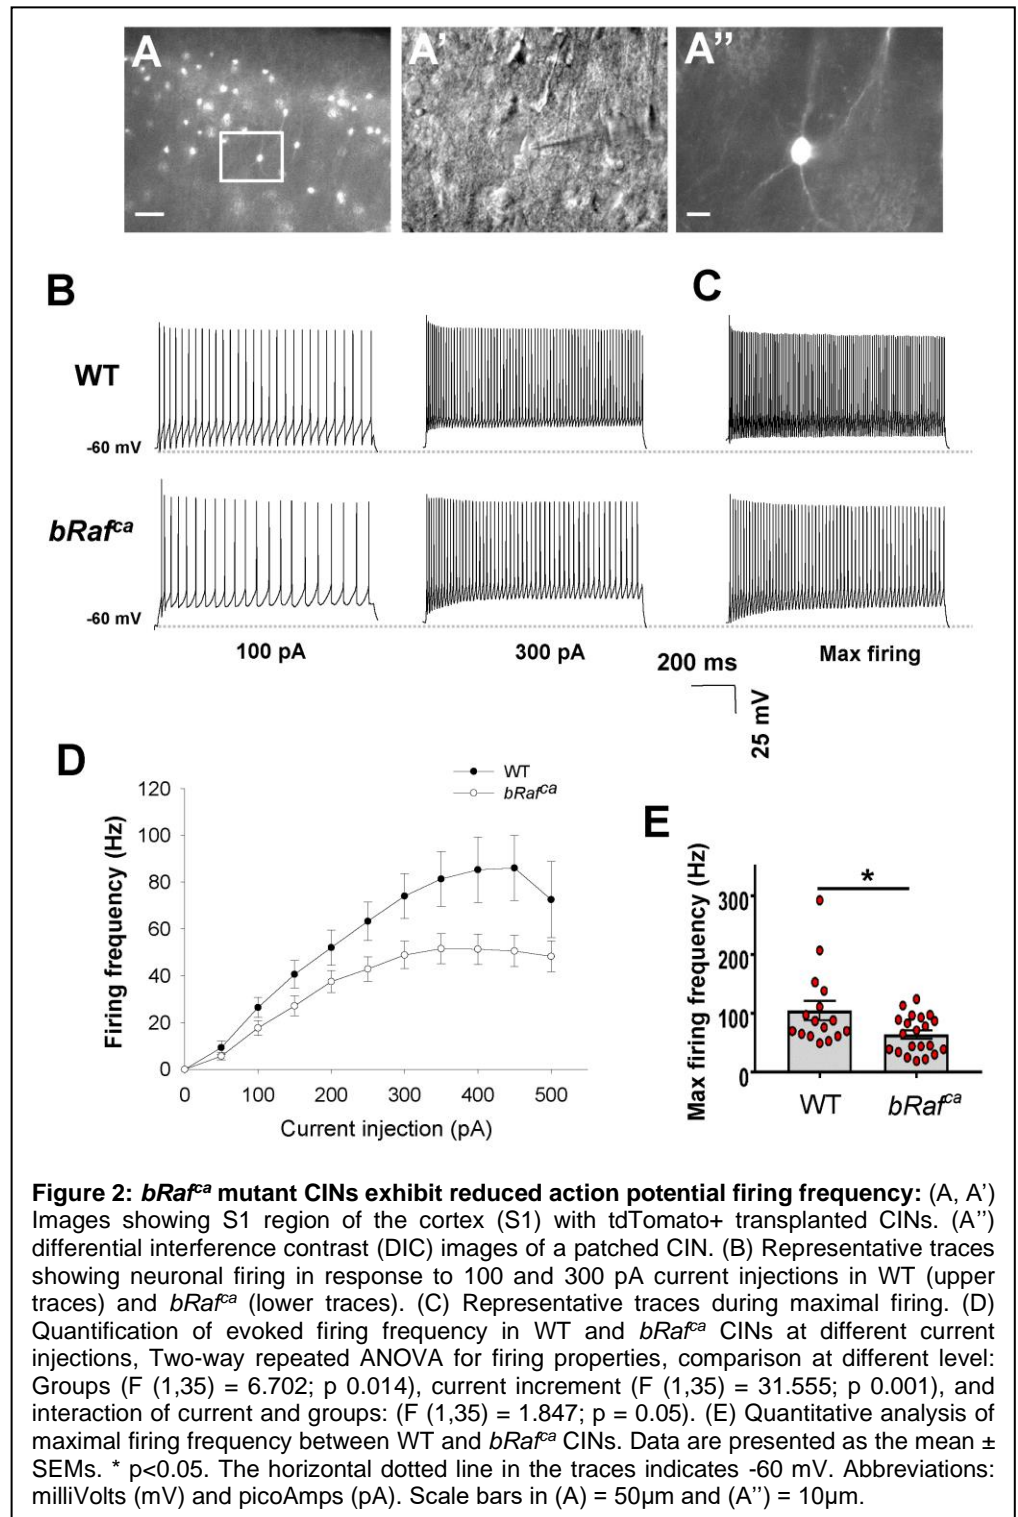 A
A'
A''
B
C
WT
-60 mV
bRafᶜᵃ
-60 mV
100 pA
300 pA
Max firing
200 ms
25 mV
D
WT
bRafᶜᵃ
Firing frequency (Hz)
120
100
80
60
40
20
0
0 100 200 300 400 500
Current injection (pA)
E
*
Max firing frequency (Hz)
300
200
100
0
WT bRafᶜᵃ
Figure 2: bRafᶜᵃ mutant CINs exhibit reduced action potential firing frequency: (A, A’)
Images showing S1 region of the cortex (S1) with tdTomato+ transplanted CINs. (A’’)
differential interference contrast (DIC) images of a patched CIN. (B) Representative traces
showing neuronal firing in response to 100 and 300 pA current injections in WT (upper
traces) and bRafᶜᵃ (lower traces). (C) Representative traces during maximal firing. (D)
Quantification of evoked firing frequency in WT and bRafᶜᵃ CINs at different current
injections, Two-way repeated ANOVA for firing properties, comparison at different level:
Groups (F (1,35) = 6.702; p 0.014), current increment (F (1,35) = 31.555; p 0.001), and
interaction of current and groups: (F (1,35) = 1.847; p = 0.05). (E) Quantitative analysis of
maximal firing frequency between WT and bRafᶜᵃ CINs. Data are presented as the mean ±
SEMs. * p<0.05. The horizontal dotted line in the traces indicates -60 mV. Abbreviations:
milliVolts (mV) and picoAmps (pA). Scale bars in (A) = 50µm and (A’’) = 10µm.